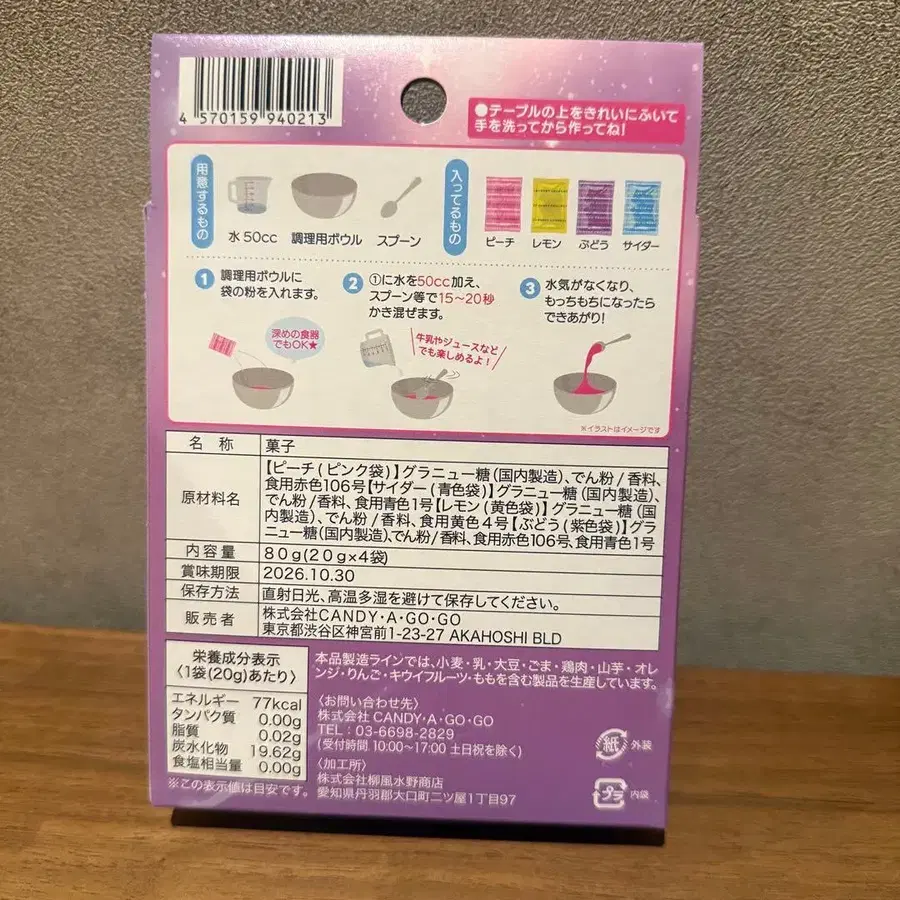 4 570159 940213
●テーブルの上をきれいにふいて
手を洗ってから作ってね!
用意するもの
水 50cc
調理用ボウル
スプーン
入ってるもの
ピーチ
レモン
ぶどう
サイダー
1 調理用ボウルに
袋の粉を入れます。
深めの食器
でもOK★
2 ①に水を50cc加え、
スプーン等で15~20秒
かき混ぜます。
牛乳やジュースなど
でも楽しめるよ!
3 水気がなくなり、
もっちもちになったら
できあがり!
※イラストはイメージです
名 称 菓子
原材料名
【ピーチ(ピンク袋)】グラニュー糖(国内製造)、でん粉/香料、
食用赤色106号【サイダー(青色袋)】グラニュー糖(国内製造)、
でん粉/香料、食用青色1号【レモン(黄色袋)】グラニュー糖(国
内製造)、でん粉/香料、食用黄色4号【ぶどう(紫色袋)】グラ
ニュー糖(国内製造)、でん粉/香料、食用赤色106号、食用青色1号
内容量 80g(20g×4袋)
賞味期限 2026.10.30
保存方法 直射日光、高温多湿を避けて保存してください。
販売者 株式会社CANDY・A・GO・GO
東京都渋谷区神宮前1-23-27 AKAHOSHI BLD
栄養成分表示
〈1袋(20g)あたり〉
エネルギー 77kcal
タンパク質 0.00g
脂質 0.02g
炭水化物 19.62g
食塩相当量 0.00g
※この表示値は目安です。
本品製造ラインでは、小麦・乳・大豆・ごま・鶏肉・山芋・オレ
ンジ・りんご・キウイフルーツ・ももを含む製品を生産しています。
〈お問い合わせ先〉
株式会社 CANDY・A・GO・GO
TEL:03-6698-2829
(受付時間 10:00~17:00 土日祝を除く)
〈加工所〉
株式会社柳風水野商店
愛知県丹羽郡大口町二ツ屋1丁目97
紙 外装
プラ 内袋